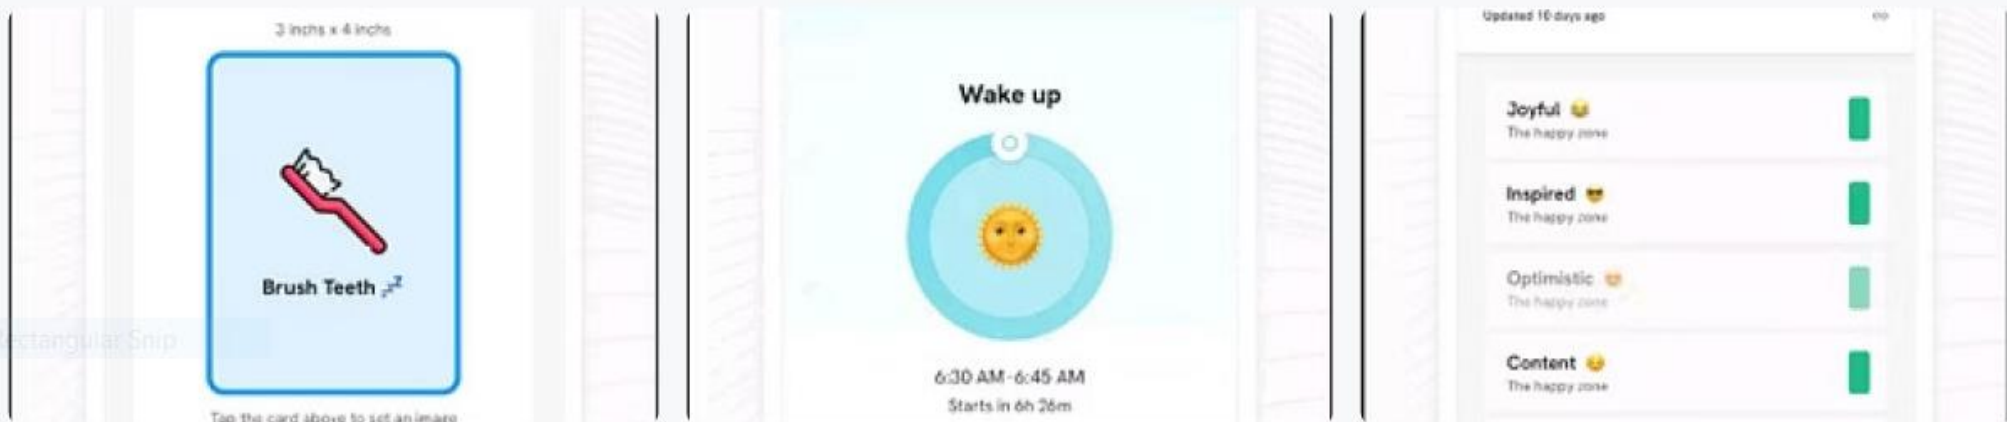 3 inchs x 4 inchs
Brush Teeth
Tap the card above to set an image
Rectangular Snip
Wake up
6:30 AM-6:45 AM
Starts in 6h 26m
Updated 10 days ago
Joyful
The happy zone
Inspired
The happy zone
Optimistic
The happy zone
Content
The happy zone